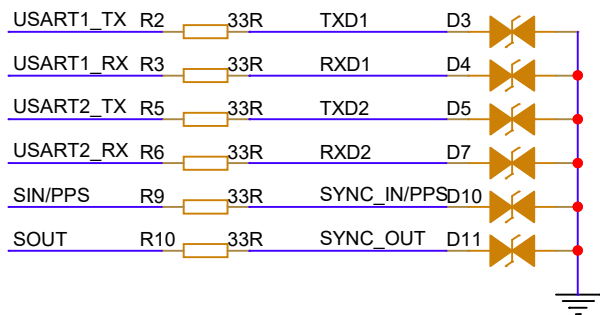 USART1_TX R2 33R TXD1 D3
USART1_RX R3 33R RXD1 D4
USART2_TX R5 33R TXD2 D5
USART2_RX R6 33R RXD2 D7
SIN/PPS R9 33R SYNC_IN/PPS D10
SOUT R10 33R SYNC_OUT D11